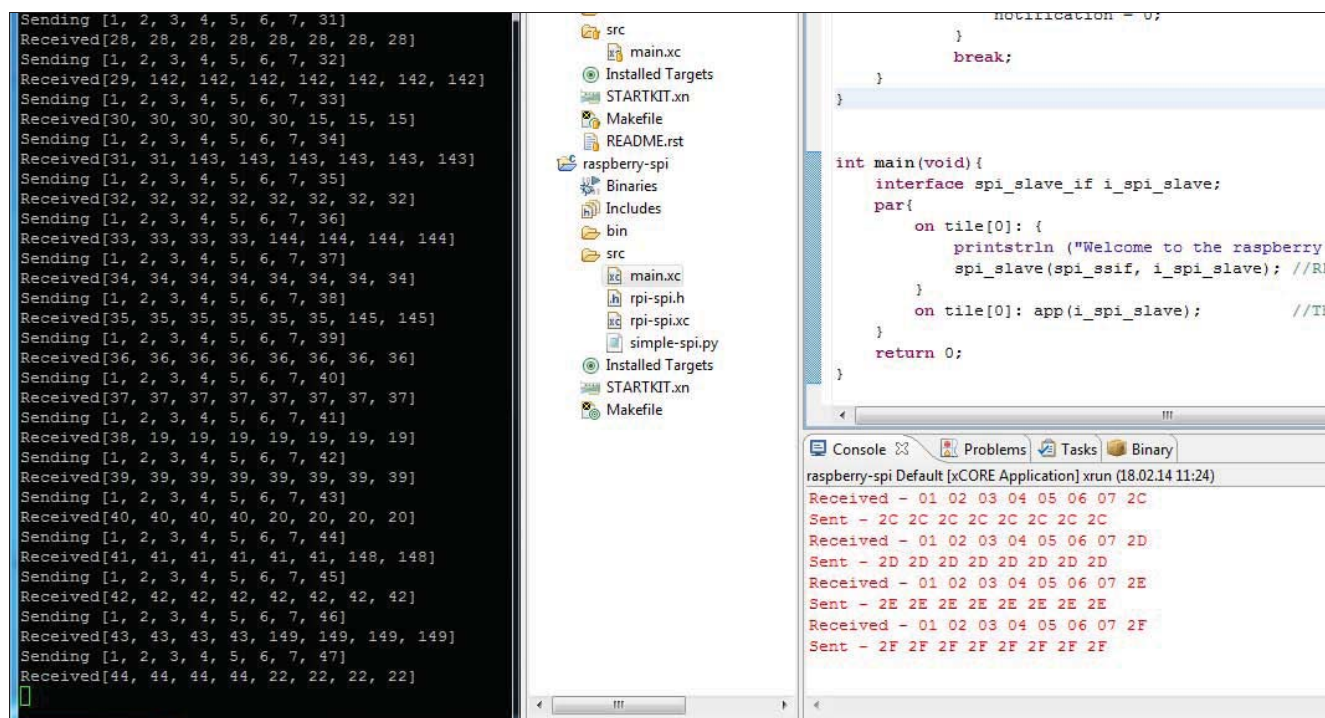 Sending [1, 2, 3, 4, 5, 6, 7, 31]
Received[28, 28, 28, 28, 28, 28, 28, 28]
Sending [1, 2, 3, 4, 5, 6, 7, 32]
Received[29, 142, 142, 142, 142, 142, 142, 142]
Sending [1, 2, 3, 4, 5, 6, 7, 33]
Received[30, 30, 30, 30, 30, 15, 15, 15]
Sending [1, 2, 3, 4, 5, 6, 7, 34]
Received[31, 31, 143, 143, 143, 143, 143, 143]
Sending [1, 2, 3, 4, 5, 6, 7, 35]
Received[32, 32, 32, 32, 32, 32, 32, 32]
Sending [1, 2, 3, 4, 5, 6, 7, 36]
Received[33, 33, 33, 33, 144, 144, 144, 144]
Sending [1, 2, 3, 4, 5, 6, 7, 37]
Received[34, 34, 34, 34, 34, 34, 34, 34]
Sending [1, 2, 3, 4, 5, 6, 7, 38]
Received[35, 35, 35, 35, 35, 35, 145, 145]
Sending [1, 2, 3, 4, 5, 6, 7, 39]
Received[36, 36, 36, 36, 36, 36, 36, 36]
Sending [1, 2, 3, 4, 5, 6, 7, 40]
Received[37, 37, 37, 37, 37, 37, 37, 37]
Sending [1, 2, 3, 4, 5, 6, 7, 41]
Received[38, 19, 19, 19, 19, 19, 19, 19]
Sending [1, 2, 3, 4, 5, 6, 7, 42]
Received[39, 39, 39, 39, 39, 39, 39, 39]
Sending [1, 2, 3, 4, 5, 6, 7, 43]
Received[40, 40, 40, 40, 20, 20, 20, 20]
Sending [1, 2, 3, 4, 5, 6, 7, 44]
Received[41, 41, 41, 41, 41, 41, 148, 148]
Sending [1, 2, 3, 4, 5, 6, 7, 45]
Received[42, 42, 42, 42, 42, 42, 42, 42]
Sending [1, 2, 3, 4, 5, 6, 7, 46]
Received[43, 43, 43, 43, 149, 149, 149, 149]
Sending [1, 2, 3, 4, 5, 6, 7, 47]
Received[44, 44, 44, 44, 22, 22, 22, 22]
src
main.xc
Installed Targets
STARTKIT.xn
Makefile
README.rst
raspberry-spi
Binaries
Includes
bin
src
main.xc
rpi-spi.h
rpi-spi.xc
simple-spi.py
Installed Targets
STARTKIT.xn
Makefile
notification = 0;
}
break;
}
}
int main(void){
interface spi_slave_if i_spi_slave;
par{
on tile[0]: {
printstrln ("Welcome to the raspberry
spi_slave(spi_ssif, i_spi_slave); //
}
on tile[0]: app(i_spi_slave); //
}
return 0;
}
Console Problems Tasks Binary
raspberry-spi Default [xCORE Application] xrun (18.02.14 11:24)
Received - 01 02 03 04 05 06 07 2C
Sent - 2C 2C 2C 2C 2C 2C 2C 2C
Received - 01 02 03 04 05 06 07 2D
Sent - 2D 2D 2D 2D 2D 2D 2D 2D
Received - 01 02 03 04 05 06 07 2E
Sent - 2E 2E 2E 2E 2E 2E 2E 2E
Received - 01 02 03 04 05 06 07 2F
Sent - 2F 2F 2F 2F 2F 2F 2F 2F